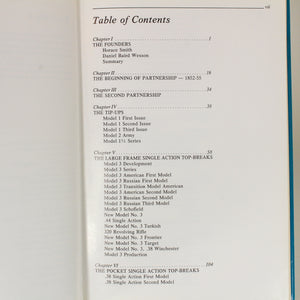 vii
Table of Contents
Chapter I 1
THE FOUNDERS
Horace Smith
Daniel Baird Wesson
Summary
Chapter II 16
THE BEGINNING OF PARTNERSHIP — 1852-55
Chapter III 34
THE SECOND PARTNERSHIP
Chapter IV 36
THE TIP-UPS
Model 1 First Issue
Model 1 Second Issue
Model 1 Third Issue
Model 2 Army
Model 1½ Series
Chapter V 58
THE LARGE FRAME SINGLE ACTION TOP-BREAKS
Model 3 Development
Model 3 Series
Model 3 American First Model
Model 3 Russian First Model
Model 3 Transition Model American
Model 3 American Second Model
Model 3 Russian Second Model
Model 3 Russian Third Model
Model 3 Schofield
New Model No. 3
.44 Single Action
New Model No. 3 Turkish
.320 Revolving Rifle
New Model No. 3 Frontier
New Model No. 3 Target
New Model No. 3, .38 Winchester
Model 3 Production
Chapter VI 104
THE POCKET SINGLE ACTION TOP-BREAKS
.38 Single Action First Model
.38 Single Action Second Model